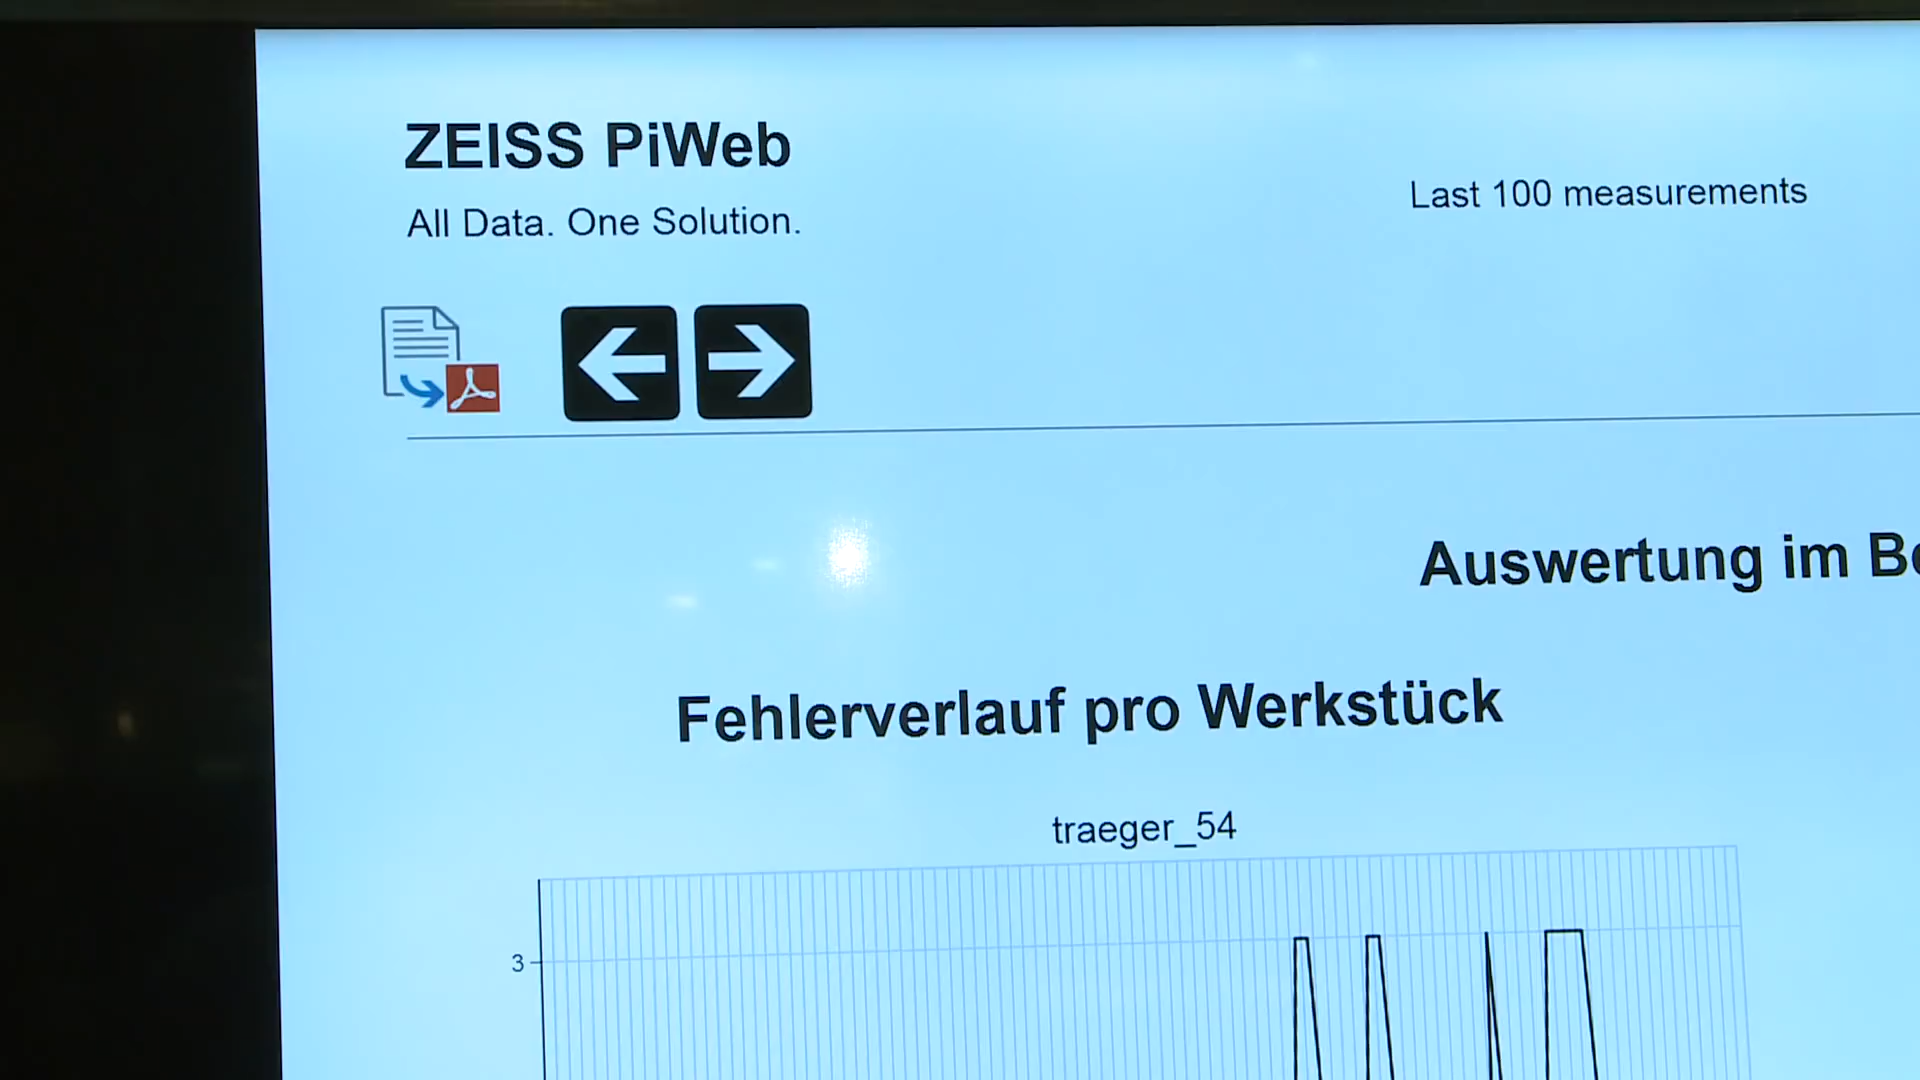 ZEISS PiWeb
All Data. One Solution.
Last 100 measurements
Auswertung im
Fehlerverlauf pro Werkstück
traeger_54
3